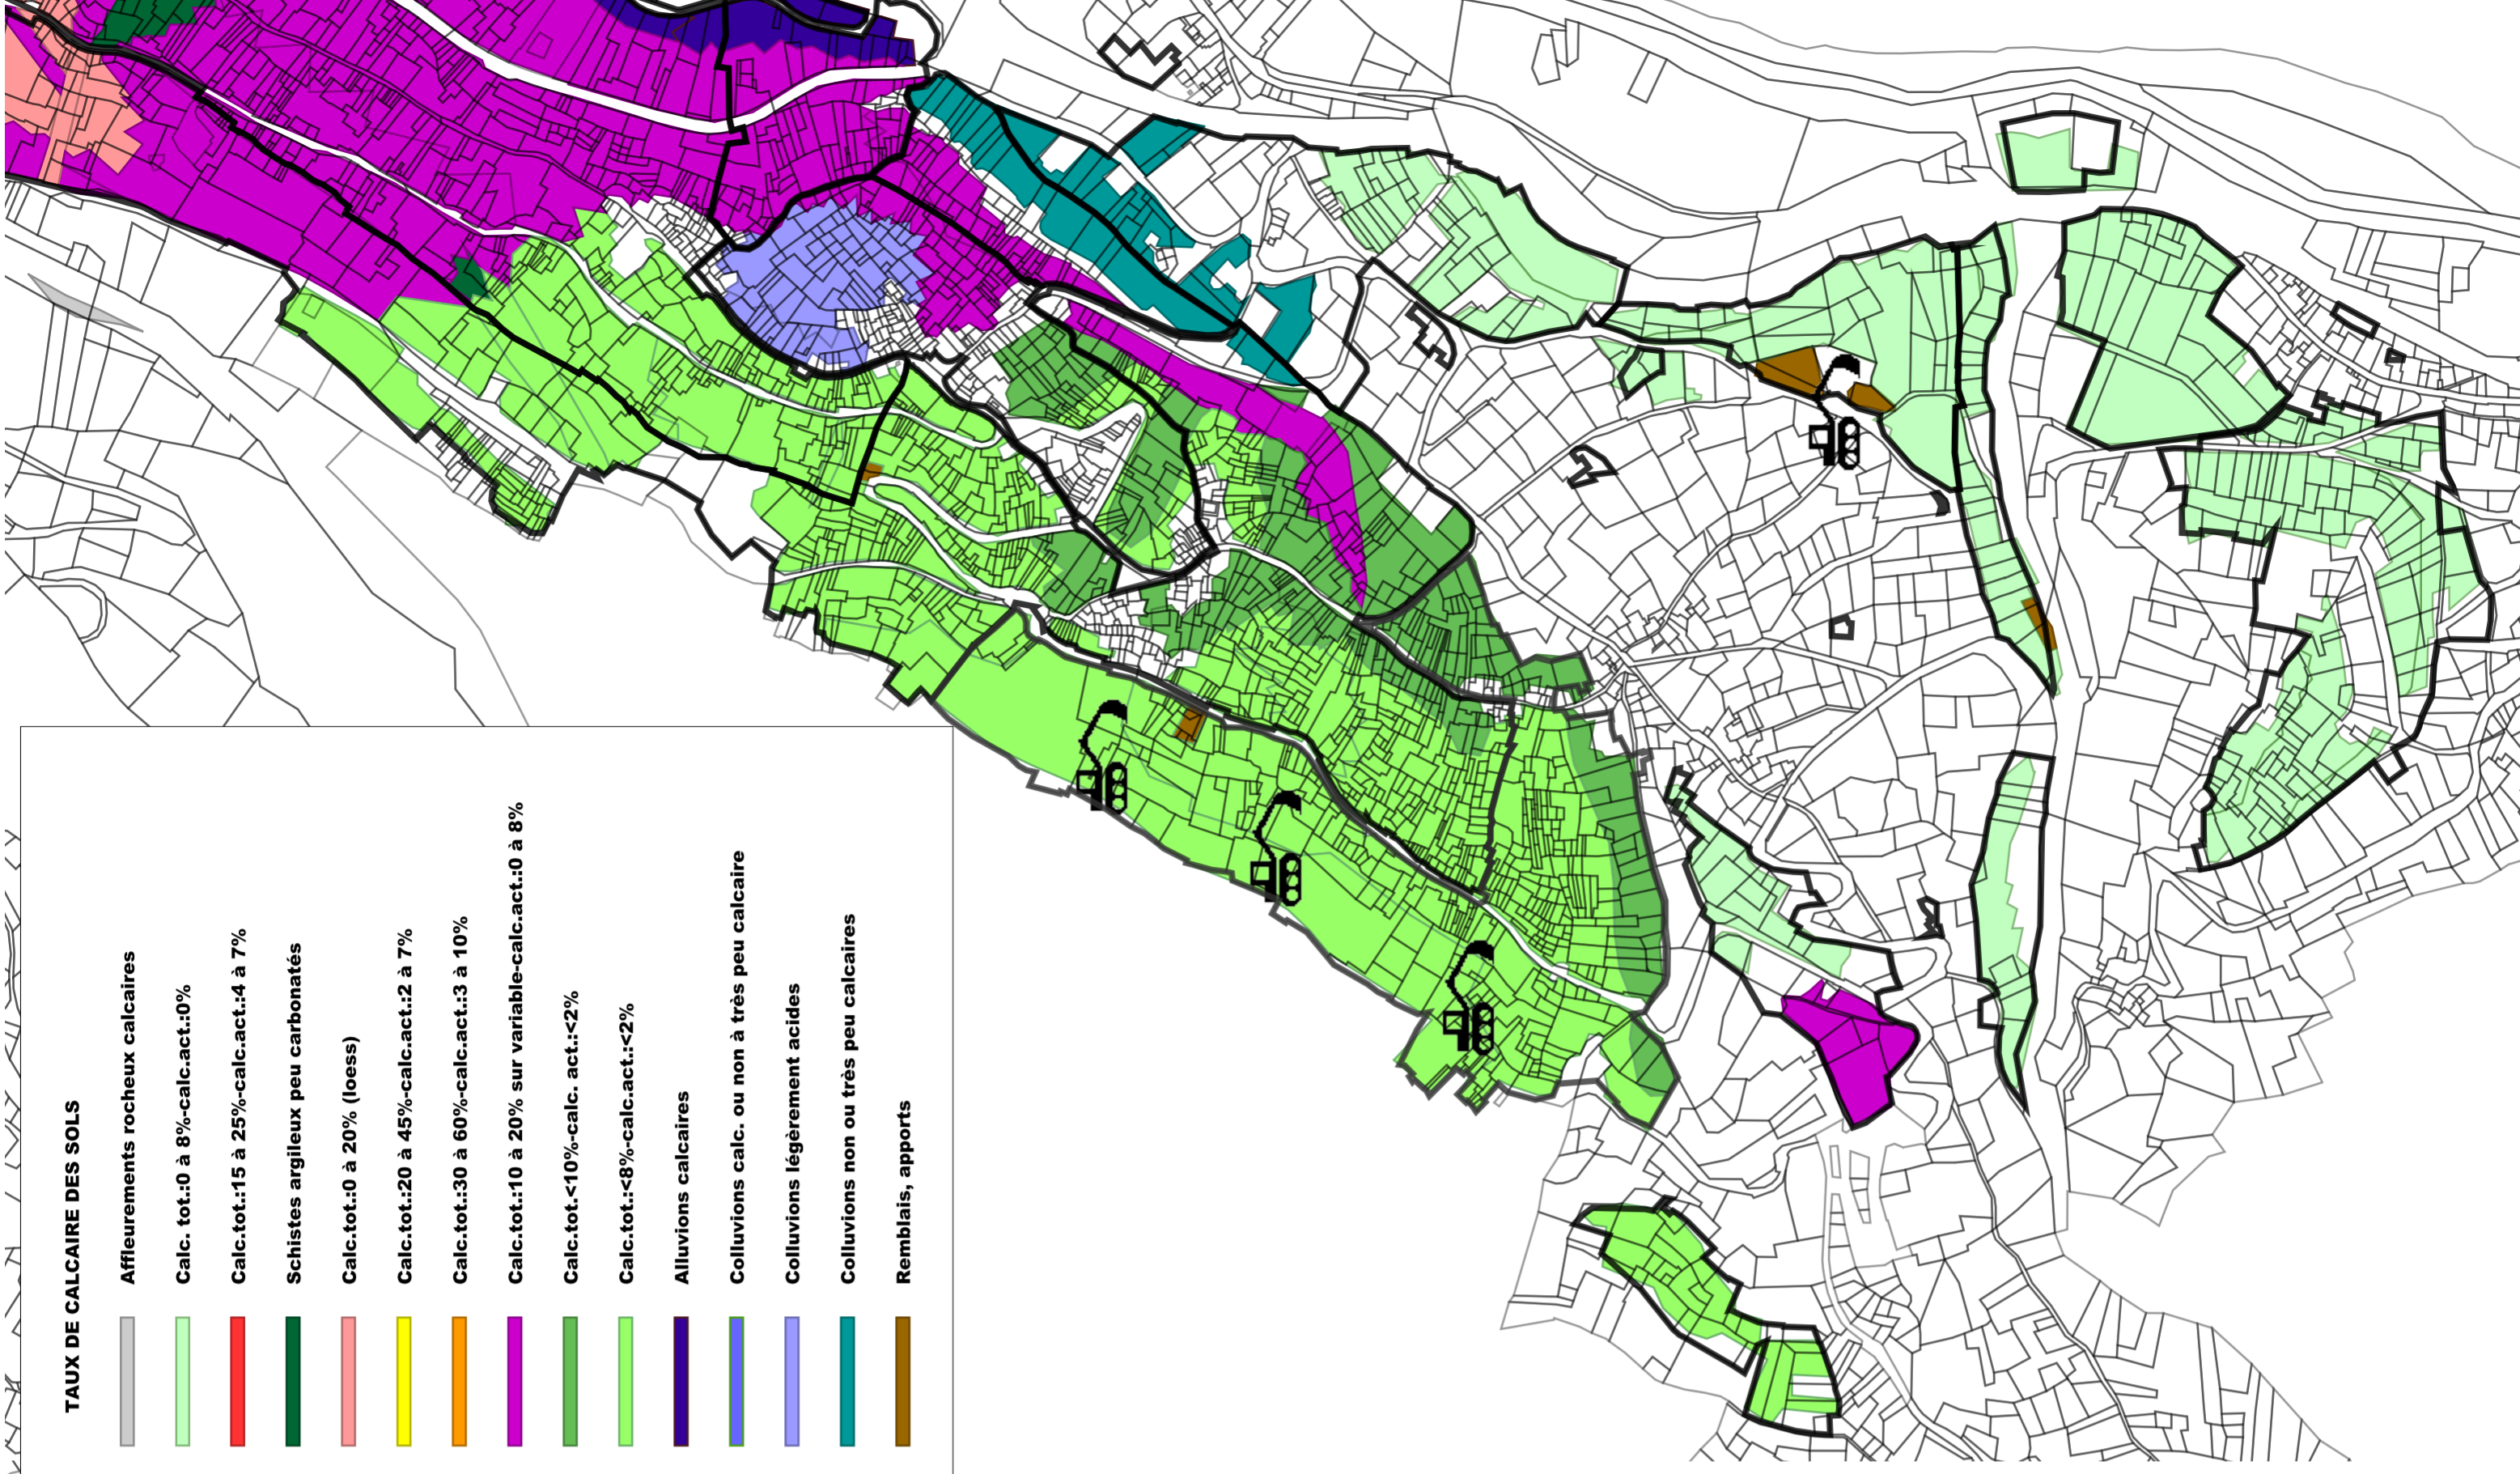 TAUX DE CALCAIRE DES SOLS
Affleurements rocheux calcaires
Calc. tot.:0 à 8%-calc.act.:0%
Calc.tot.:15 à 25%-calc.act.:4 à 7%
Schistes argileux peu carbonatés
Calc.tot.:0 à 20% (loess)
Calc.tot.:20 à 45%-calc.act.:2 à 7%
Calc.tot.:30 à 60%-calc.act.:3 à 10%
Calc.tot.:10 à 20% sur variable-calc.act.:0 à 8%
Calc.tot.<10%-calc. act.:<2%
Calc.tot.:<8%-calc.act.:<2%
Alluvions calcaires
Colluvions calc. ou non à très peu calcaire
Colluvions légèrement acides
Colluvions non ou très peu calcaires
Remblais, apports